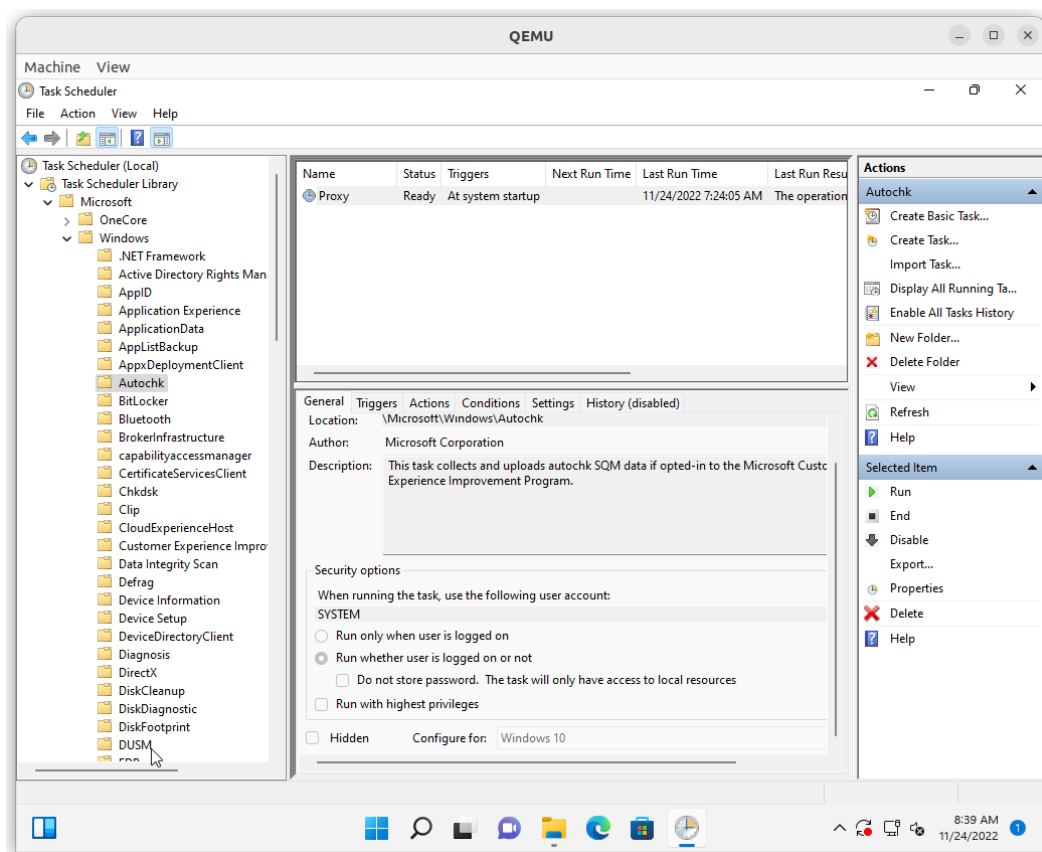 QEMU
Machine View
Task Scheduler
File Action View Help
Task Scheduler (Local)
Task Scheduler Library
Microsoft
OneCore
Windows
.NET Framework
Active Directory Rights Man
AppID
Application Experience
ApplicationData
AppListBackup
AppxDeploymentClient
Autochk
BitLocker
Bluetooth
BrokerInfrastructure
capabilityaccessmanager
CertificateServicesClient
Chkdsk
Clip
CloudExperienceHost
Customer Experience Impro
Data Integrity Scan
Defrag
Device Information
Device Setup
DeviceDirectoryClient
Diagnosis
DirectX
DiskCleanup
DiskDiagnostic
DiskFootprint
DUSM
Name Status Triggers Next Run Time Last Run Time Last Run Resu
Proxy Ready At system startup 11/24/2022 7:24:05 AM The operation
General Triggers Actions Conditions Settings History (disabled)
Location: \Microsoft\Windows\Autochk
Author: Microsoft Corporation
Description: This task collects and uploads autochk SQM data if opted-in to the Microsoft Custo
Experience Improvement Program.
Security options
When running the task, use the following user account:
SYSTEM
Run only when user is logged on
Run whether user is logged on or not
Do not store password. The task will only have access to local resources
Run with highest privileges
Hidden Configure for: Windows 10
Actions
Autochk
Create Basic Task...
Create Task...
Import Task...
Display All Running Ta...
Enable All Tasks History
New Folder...
Delete Folder
View
Refresh
Help
Selected Item
Run
End
Disable
Export...
Properties
Delete
Help
8:39 AM
11/24/2022
1